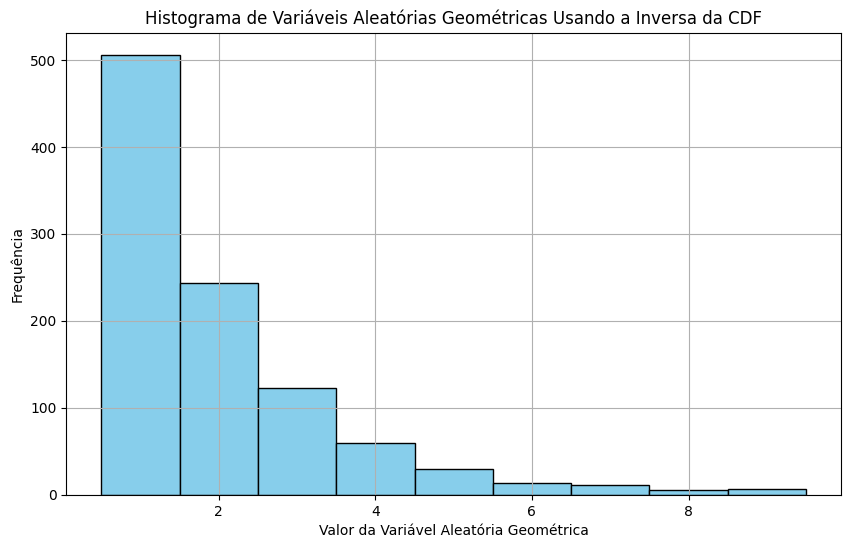 Histograma de Variáveis Aleatórias Geométricas Usando a Inversa da CDF
500
400
300
200
100
0
Frequência
2 4 6 8
Valor da Variável Aleatória Geométrica